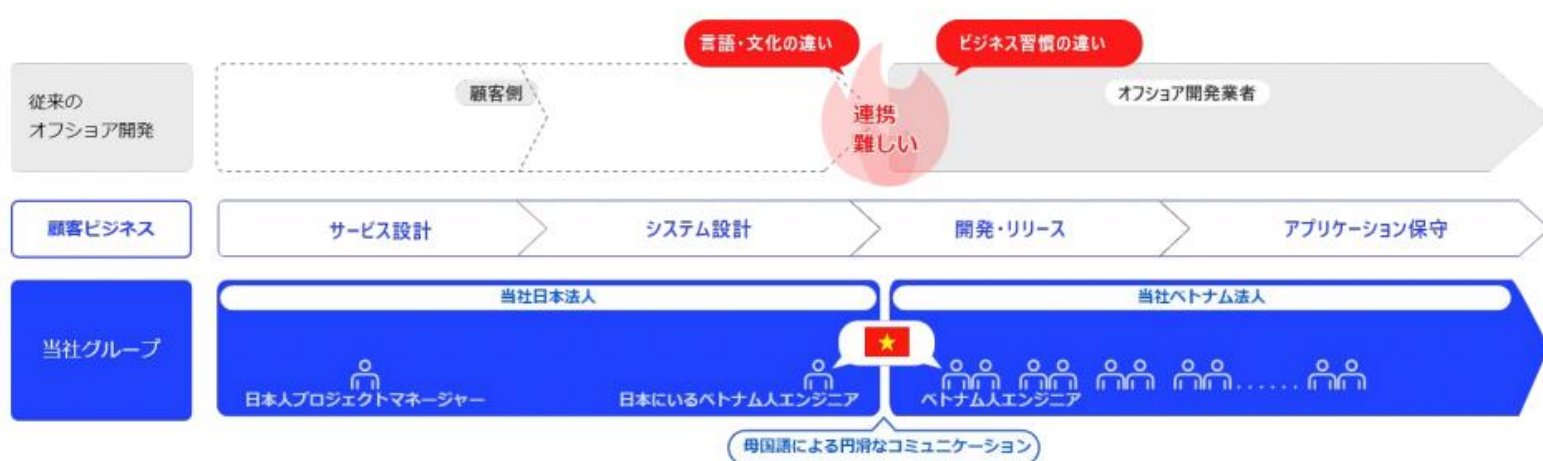 言語・文化の違い
ビジネス習慣の違い
従来の
オフショア開発
顧客側
連携
難しい
オフショア開発業者
顧客ビジネス
サービス設計
システム設計
開発・リリース
アプリケーション保守
当社グループ
当社日本法人
当社ベトナム法人
日本人プロジェクトマネージャー
日本にいるベトナム人エンジニア
ベトナム人エンジニア
......
母国語による円滑なコミュニケーション